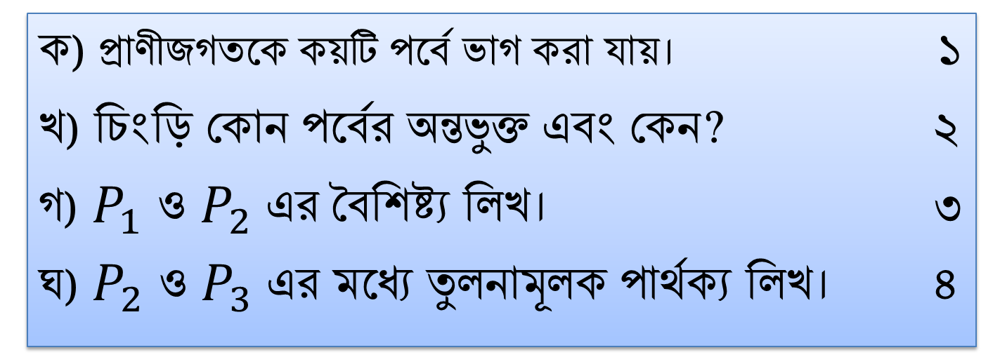 ক) প্রাণীজগতকে কয়টি পর্বে ভাগ করা যায়। ১
খ) চিংড়ি কোন পর্বের অন্তভুক্ত এবং কেন? ২
গ) P₁ ও P₂ এর বৈশিষ্ট্য লিখ। ৩
ঘ) P₂ ও P₃ এর মধ্যে তুলনামূলক পার্থক্য লিখ। ৪